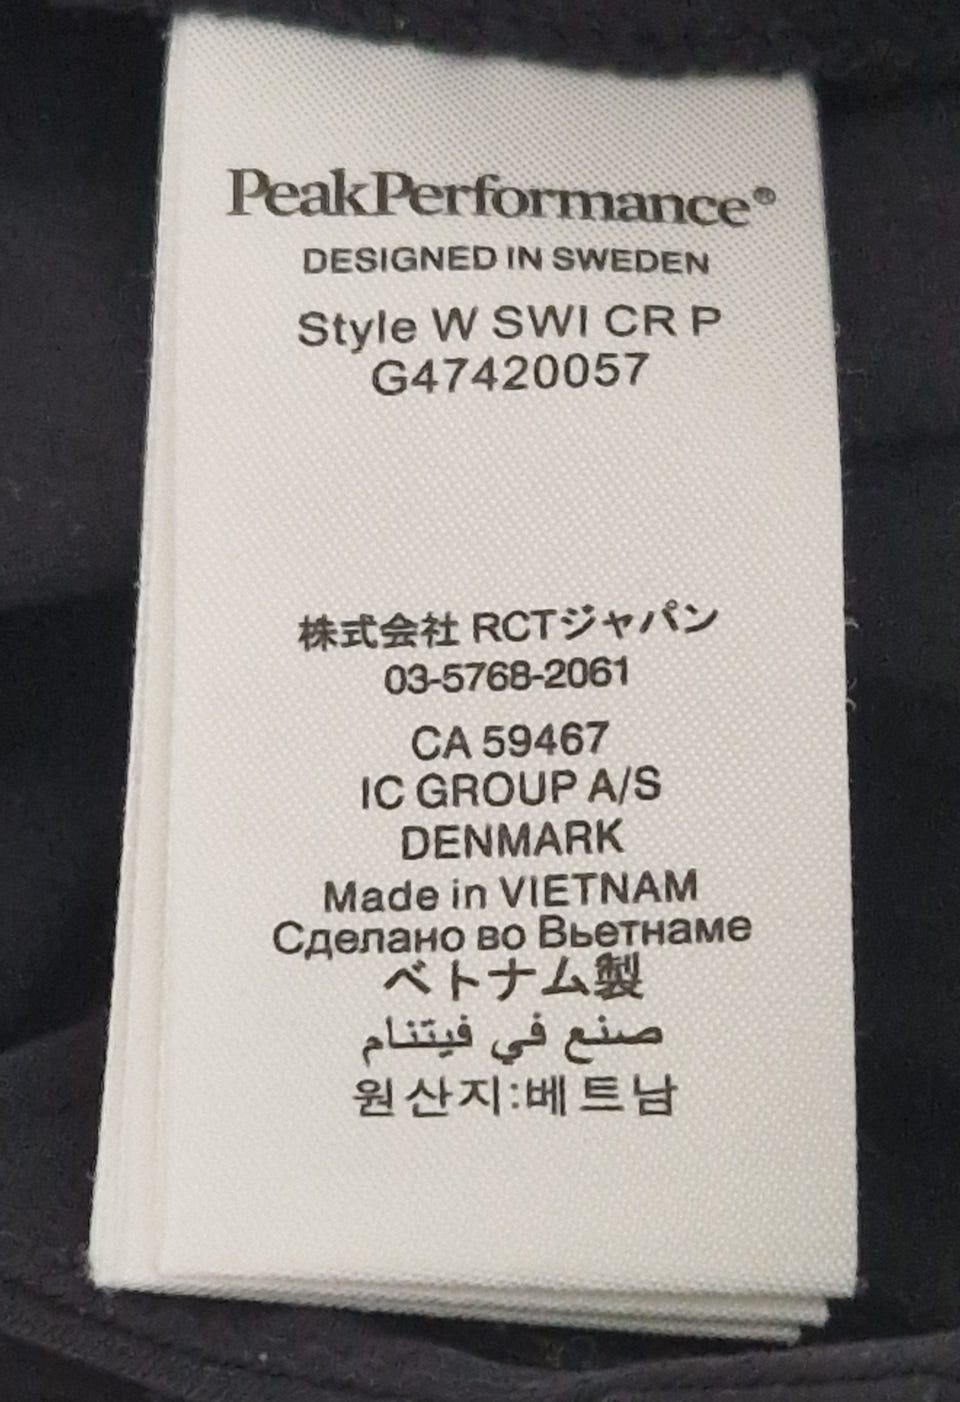 PeakPerformance®
DESIGNED IN SWEDEN
Style W SWI CR P
G47420057
株式会社 RCTジャパン
03-5768-2061
CA 59467
IC GROUP A/S
DENMARK
Made in VIETNAM
Сделано во Вьетнаме
ベトナム製
صنع في فيتنام
원산지:베트남